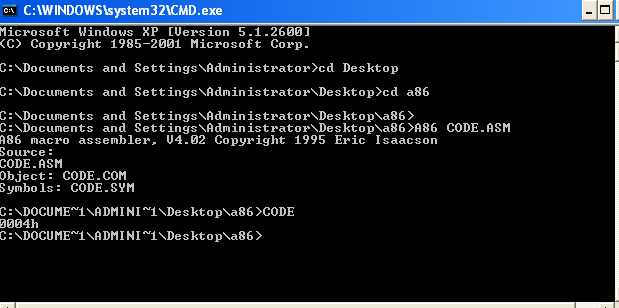 C:\WINDOWS\system32\CMD.exe
Microsoft Windows XP [Version 5.1.2600]
(C) Copyright 1985-2001 Microsoft Corp.
C:\Documents and Settings\Administrator>cd Desktop
C:\Documents and Settings\Administrator\Desktop>cd a86
C:\Documents and Settings\Administrator\Desktop\a86>
C:\Documents and Settings\Administrator\Desktop\a86>A86 CODE.ASM
A86 macro assembler, V4.02 Copyright 1995 Eric Isaacson
Source:
CODE.ASM
Object: CODE.COM
Symbols: CODE.SYM
C:\DOCUME~1\ADMINI~1\Desktop\a86>CODE
0004h
C:\DOCUME~1\ADMINI~1\Desktop\a86>